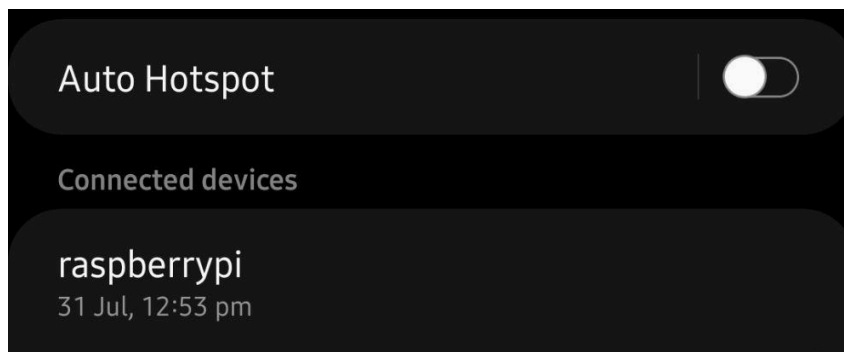 Auto Hotspot
Connected devices
raspberrypi
31 Jul, 12:53 pm